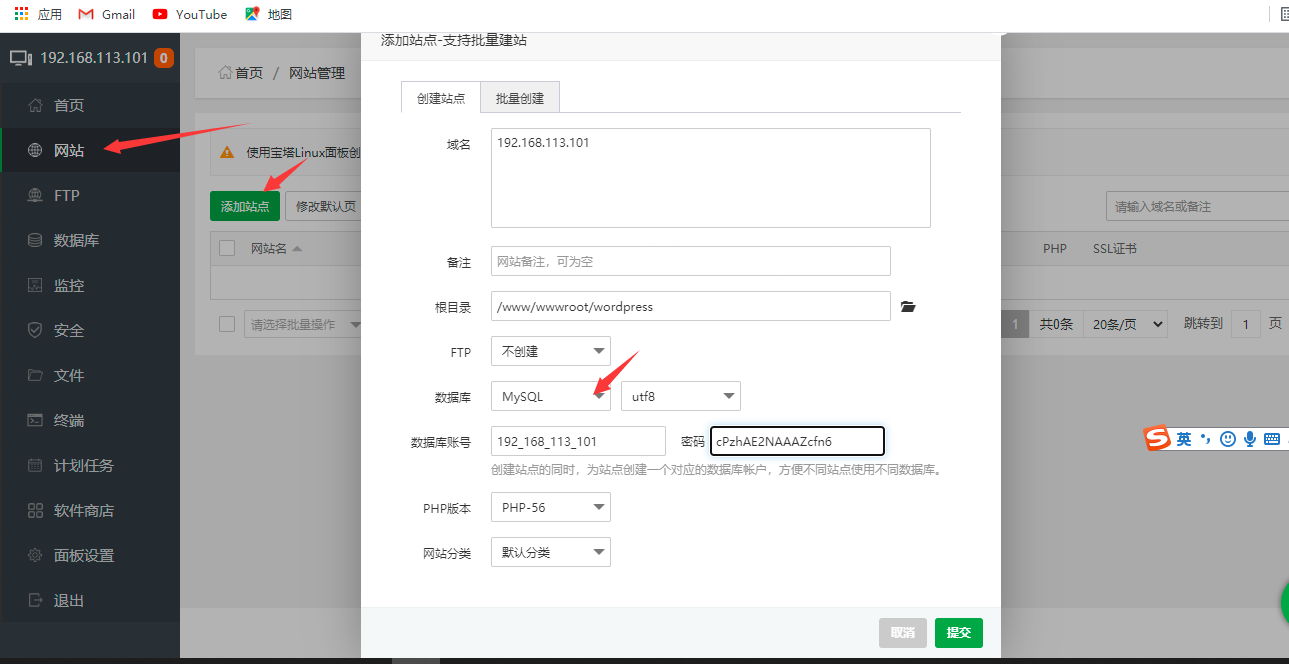 应用 Gmail YouTube 地图
192.168.113.101 0
首页
网站
FTP
数据库
监控
安全
文件
终端
计划任务
软件商店
面板设置
退出
首页 / 网站管理
使用宝塔Linux面板创
添加站点 修改默认页
网站名
请选择批量操作
添加站点-支持批量建站
创建站点 批量创建
域名 192.168.113.101
备注 网站备注，可为空
根目录 /www/wwwroot/wordpress
FTP 不创建
数据库 MySQL utf8
数据库账号 192_168_113_101 密码 cPzhAE2NAAAZcfn6
创建站点的同时，为站点创建一个对应的数据库帐户，方便不同站点使用不同数据库。
PHP版本 PHP-56
网站分类 默认分类
取消 提交
请输入域名或备注
PHP SSL证书
1 共0条 20条/页 跳转到 1 页
S 英